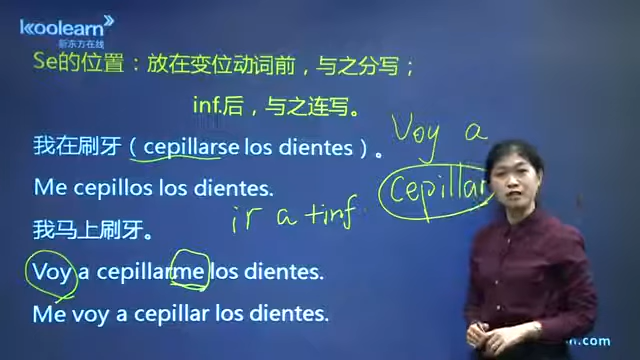 koolearn
新东方在线
Se的位置：放在变位动词前，与之分写；
inf.后，与之连写。
我在刷牙（cepillarse los dientes）。
Me cepillos los dientes.
我马上刷牙。
Voy a cepillarme los dientes.
Me voy a cepillar los dientes.
Voy a
cepillar
ir a +inf
.com